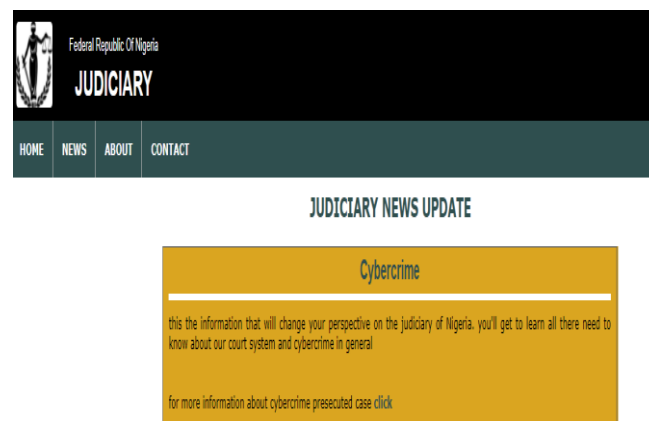 Federal Republic Of Nigeria
JUDICIARY
HOME NEWS ABOUT CONTACT
JUDICIARY NEWS UPDATE
Cybercrime
this the information that will change your perspective on the judiciary of Nigeria. you'll get to learn all there need to
know about our court system and cybercrime in general
for more information about cybercrime presecuted case click